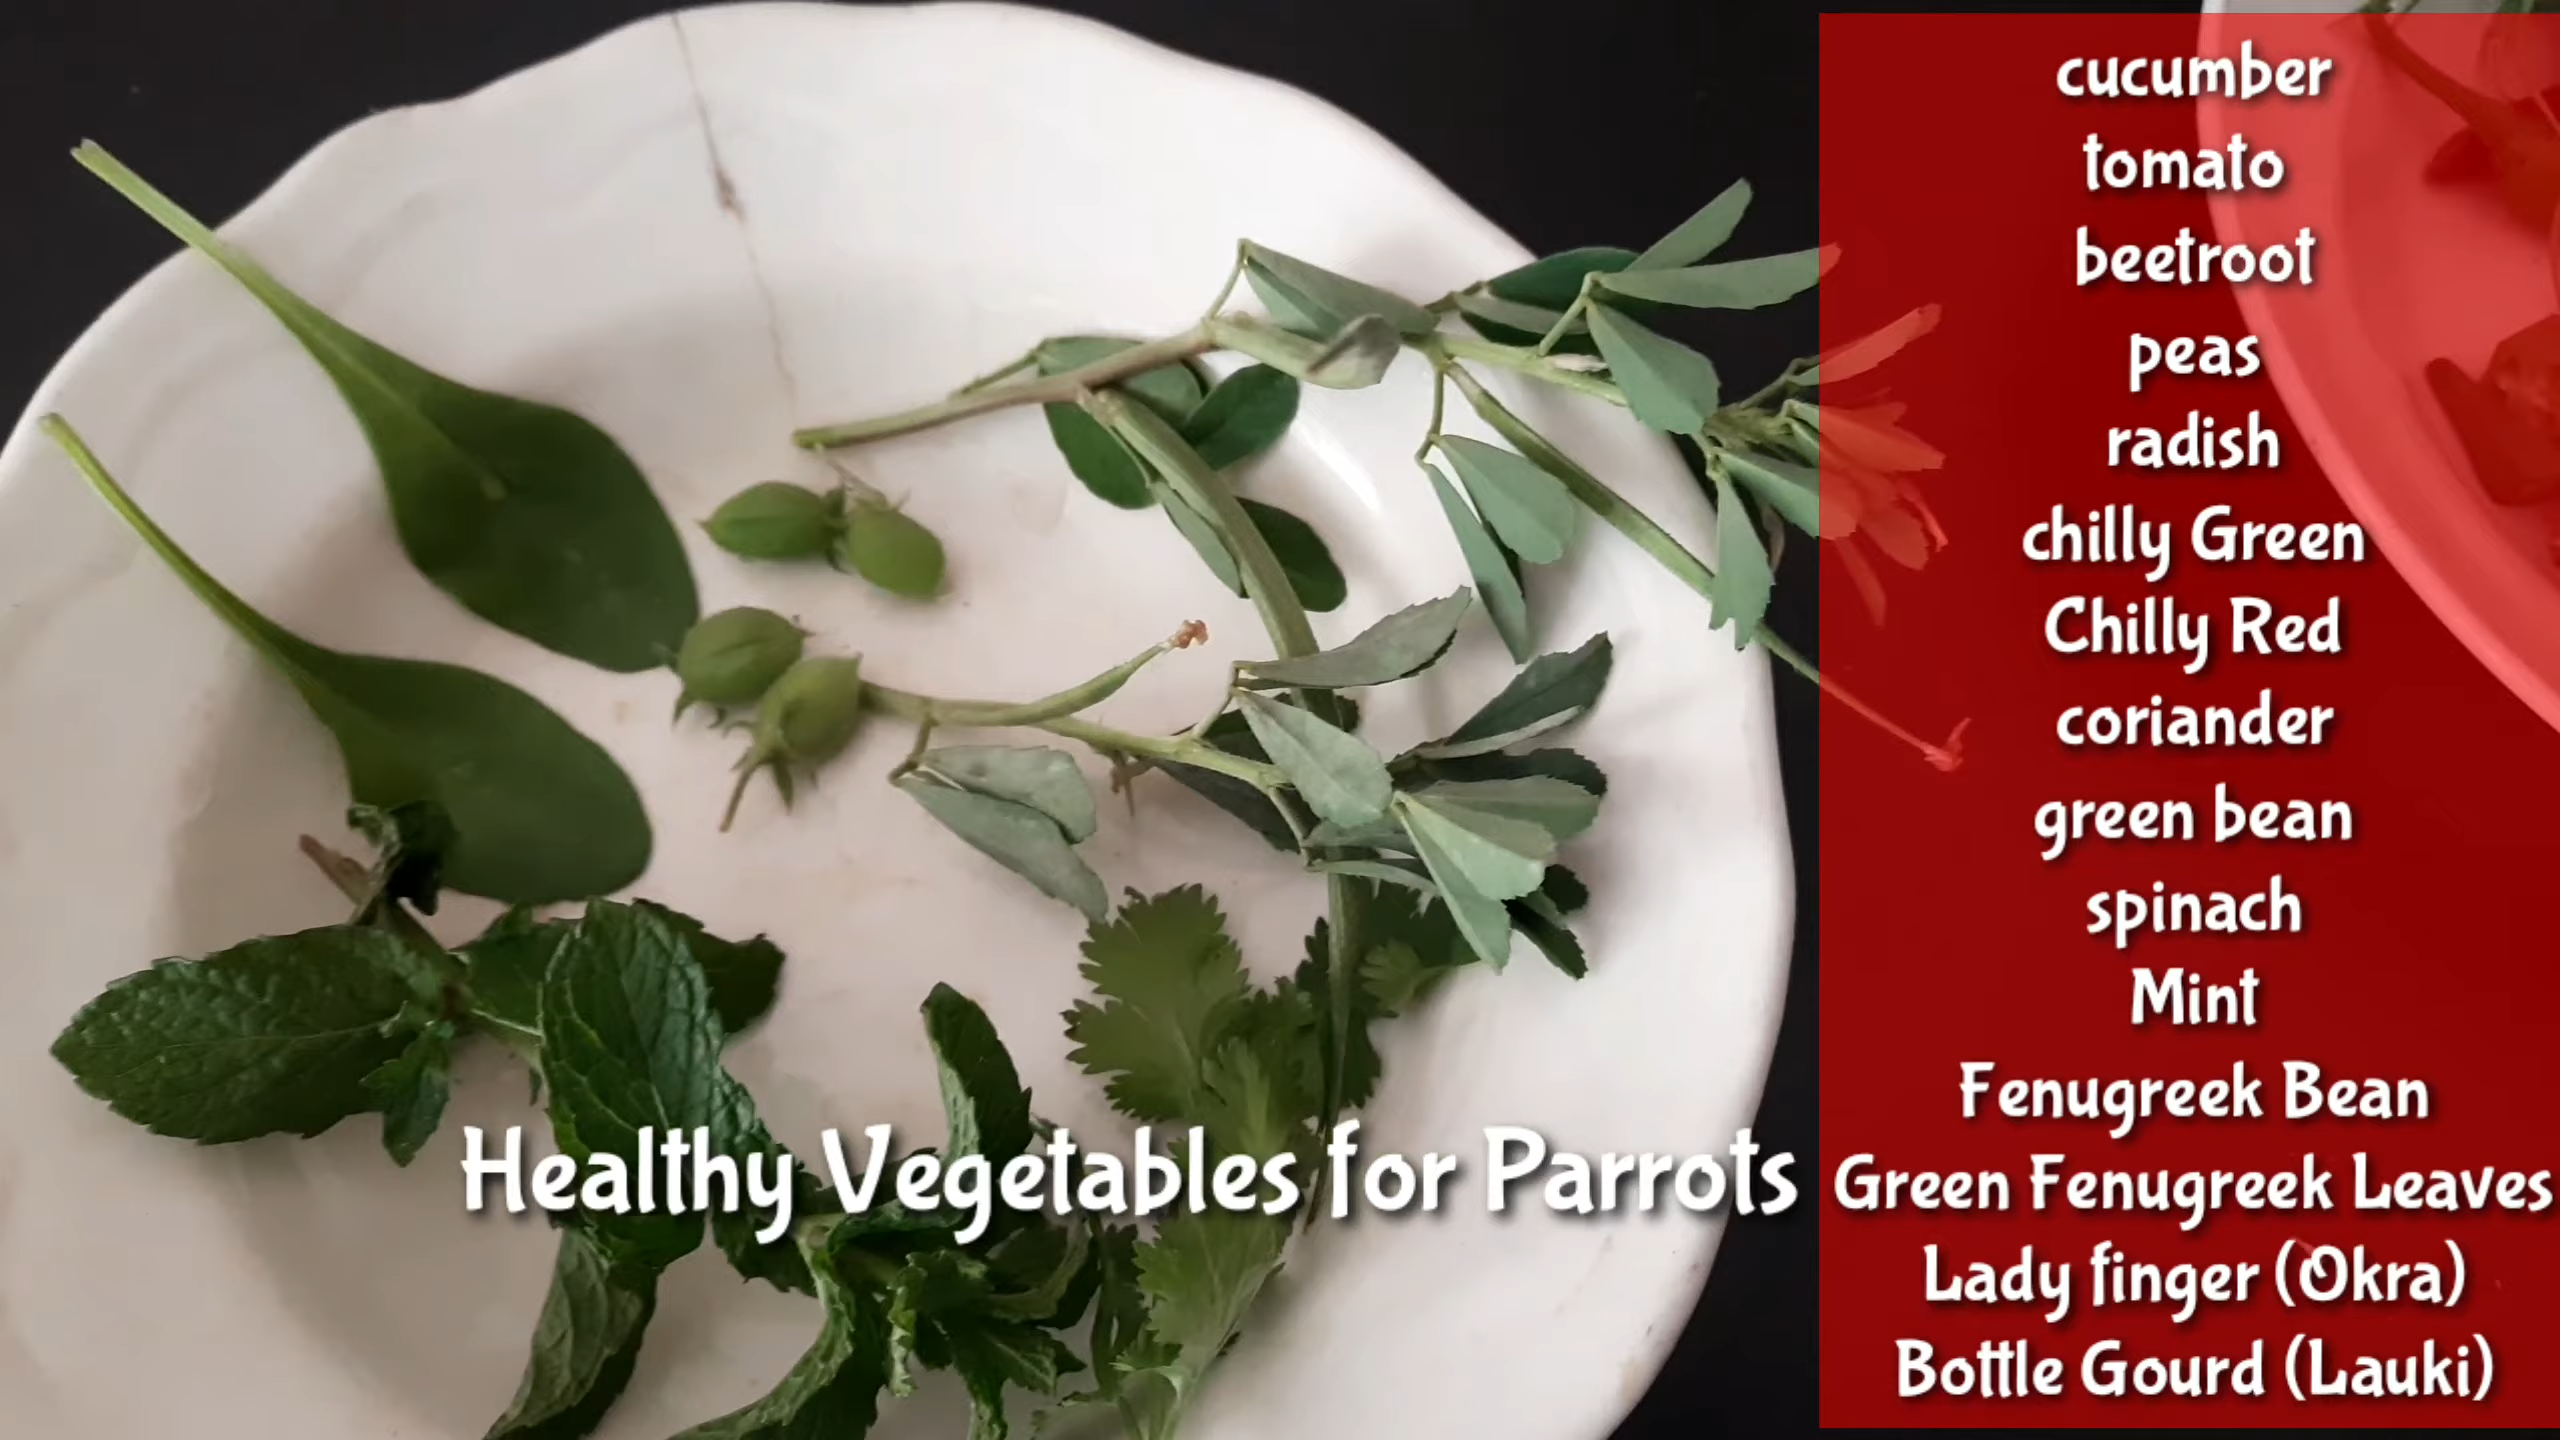 cucumber
tomato
beetroot
peas
radish
chilly Green
Chilly Red
coriander
green bean
spinach
Mint
Fenugreek Bean
Green Fenugreek Leaves
Lady finger (Okra)
Bottle Gourd (Lauki)
Healthy Vegetables for Parrots